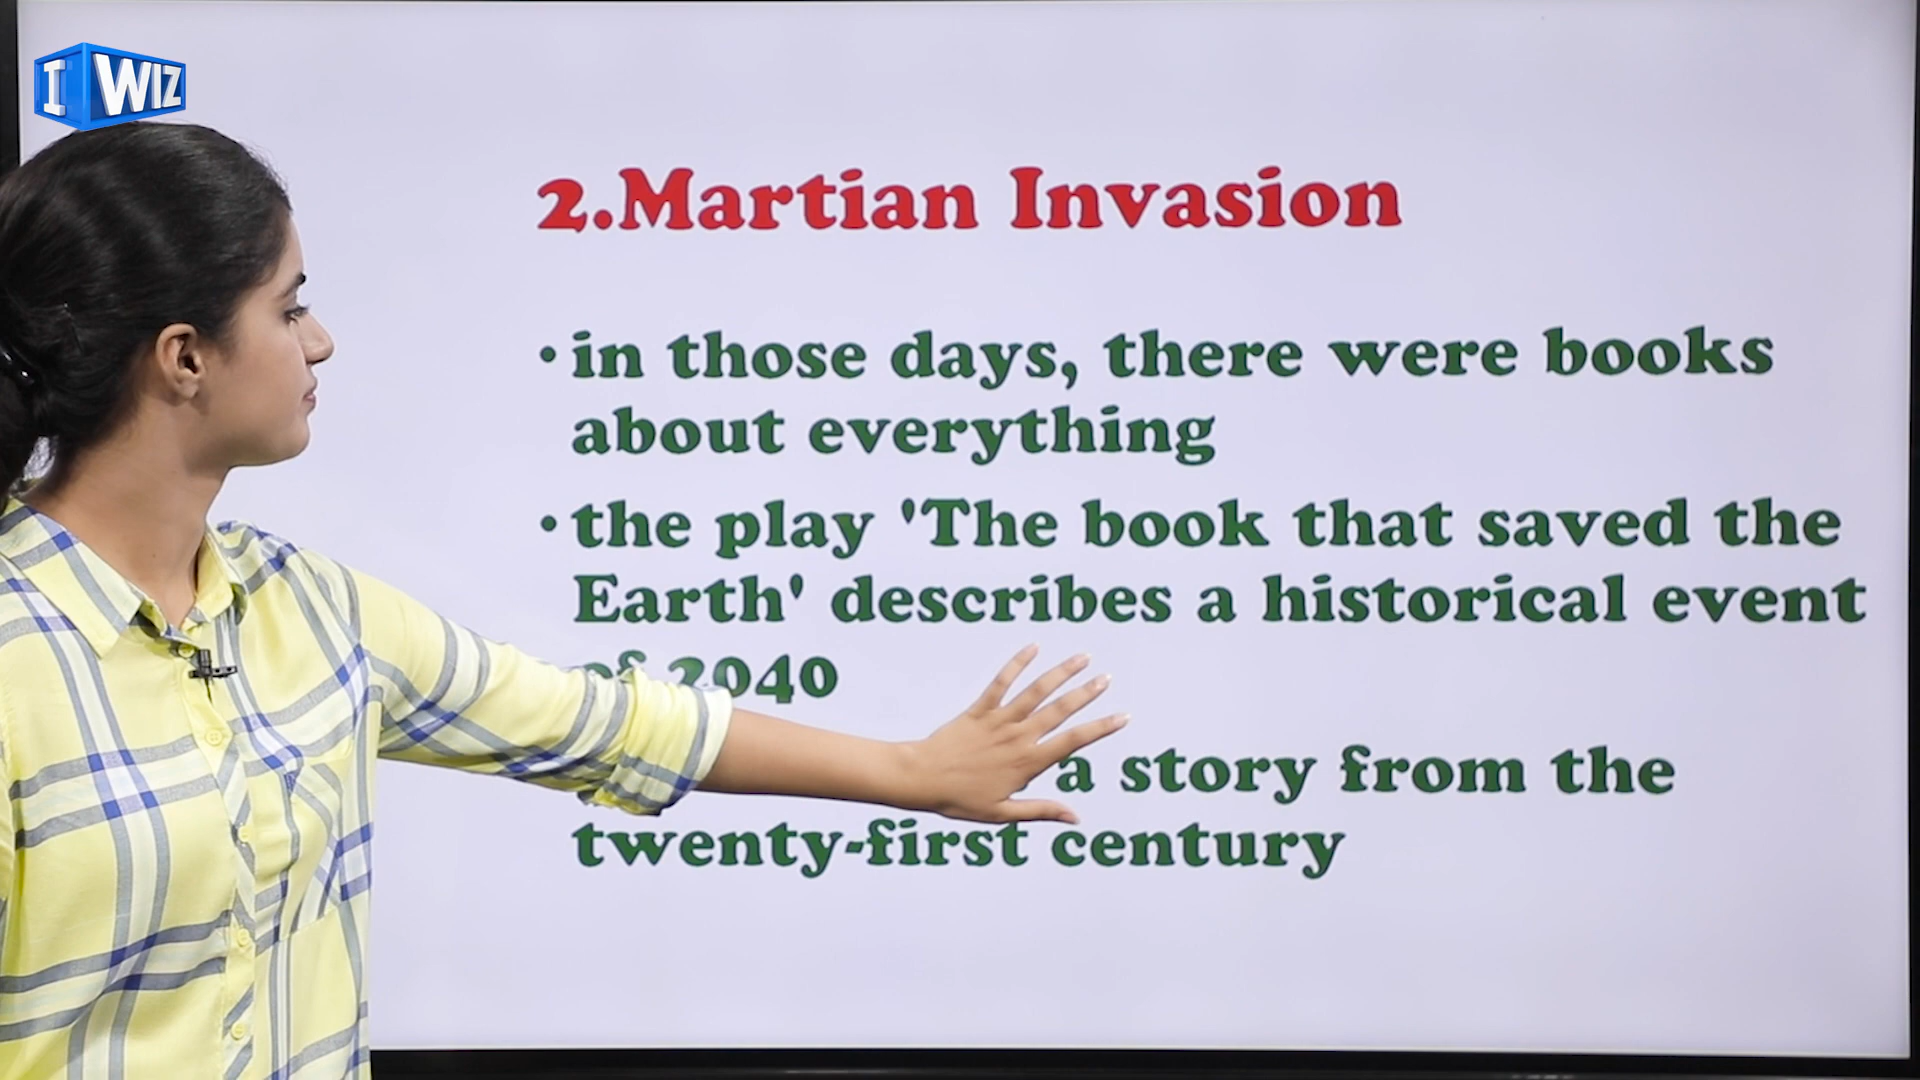 I WIZ
2.Martian Invasion
• in those days, there were books
about everything
• the play 'The book that saved the
Earth' describes a historical event
of 2040
a story from the
twenty-first century